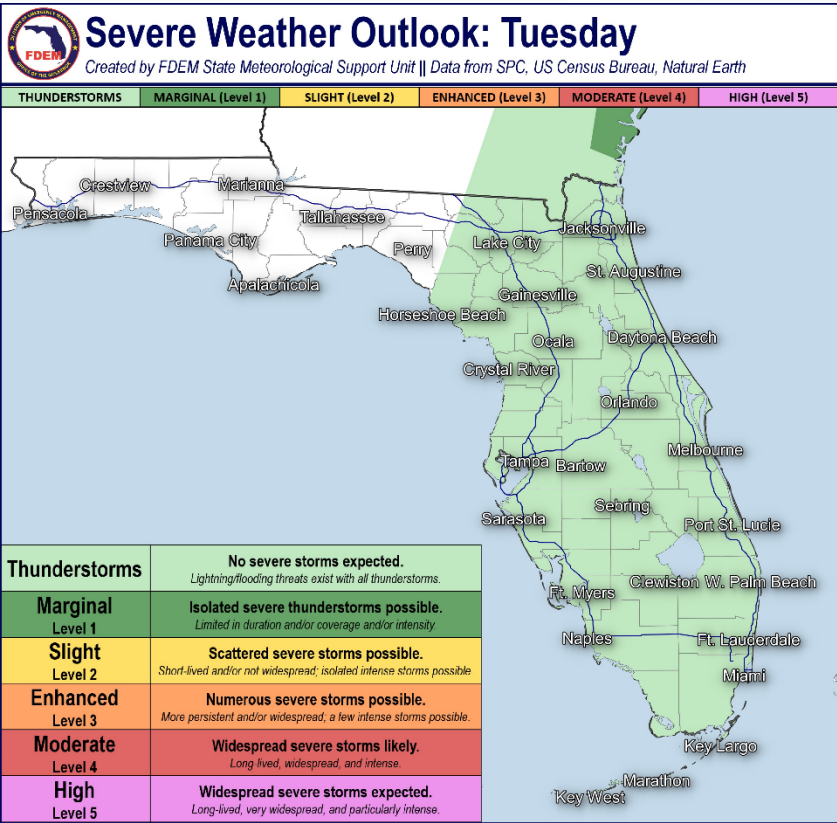 Severe Weather Outlook: Tuesday
FDEM
Created by FDEM State Meteorological Support Unit || Data from SPC, US Census Bureau, Natural Earth
THUNDERSTORMS MARGINAL (Level 1) SLIGHT (Level 2) ENHANCED (Level 3) MODERATE (Level 4) HIGH (Level 5)
Crestview
Marianna
Pensacola
Tallahassee
Panama City
Perry
Lake City
Jacksonville
Apalachicola
St. Augustine
Gainesville
Horseshoe Beach
Ocala
Daytona Beach
Crystal River
Orlando
Melbourne
Tampa
Bartow
Sebring
Sarasota
Port St. Lucie
Clewiston
W. Palm Beach
Ft. Myers
Naples
Ft. Lauderdale
Miami
Key Largo
Marathon
Key West
Thunderstorms
No severe storms expected.
Lightning/flooding threats exist with all thunderstorms.
Marginal
Level 1
Isolated severe thunderstorms possible.
Limited in duration and/or coverage and/or intensity
Slight
Level 2
Scattered severe storms possible.
Short-lived and/or not widespread; isolated intense storms possible
Enhanced
Level 3
Numerous severe storms possible.
More persistent and/or widespread; a few intense storms possible.
Moderate
Level 4
Widespread severe storms likely.
Long-lived, widespread, and intense.
High
Level 5
Widespread severe storms expected.
Long-lived, very widespread, and particularly intense.